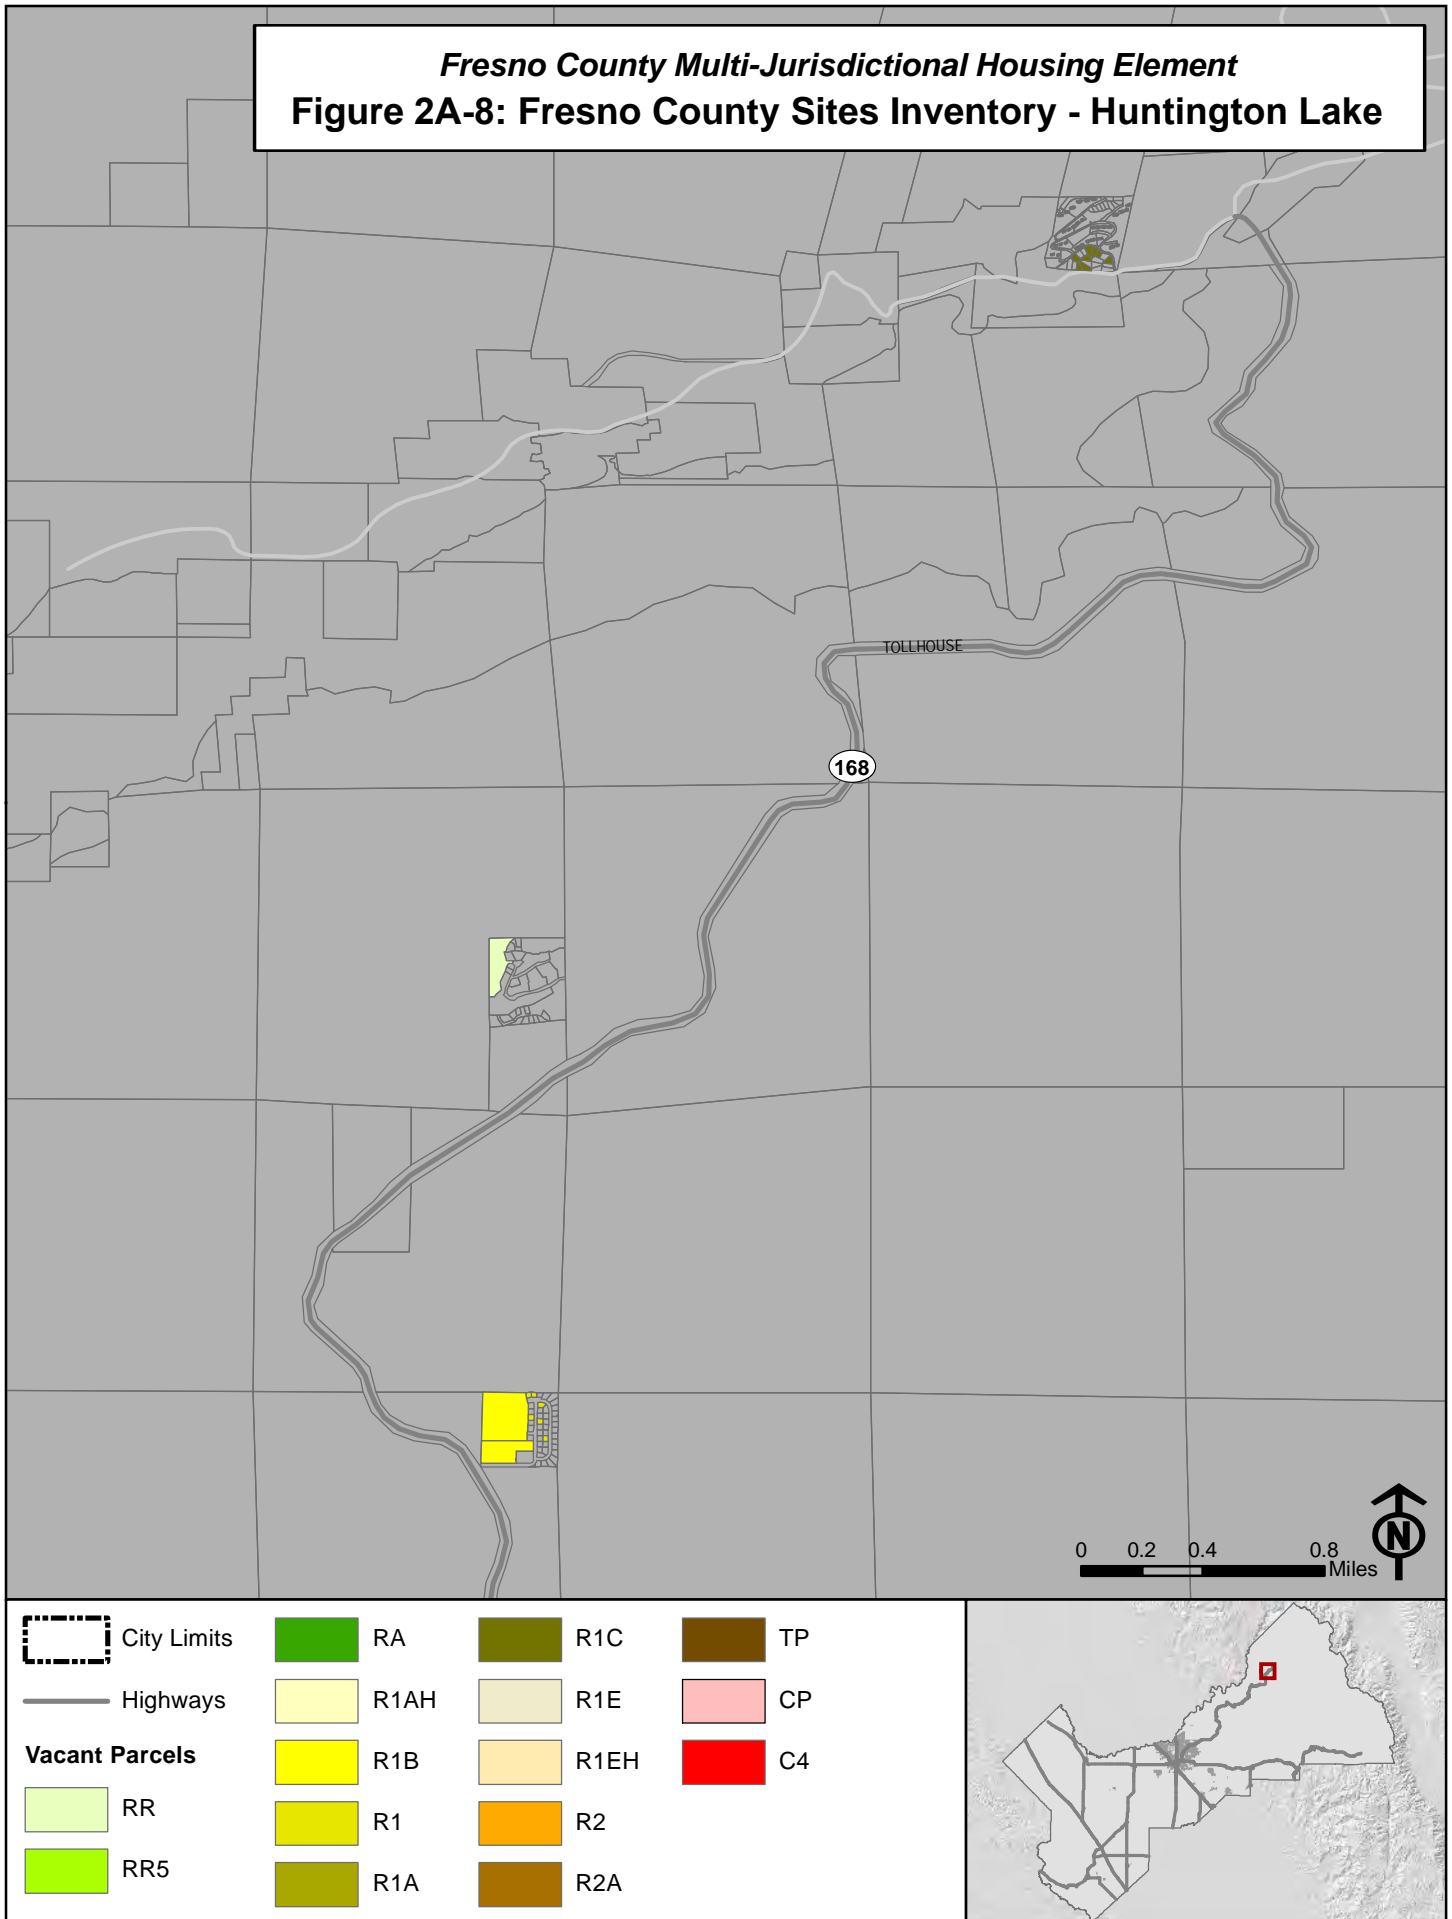 Fresno County Multi-Jurisdictional Housing Element
Figure 2A-8: Fresno County Sites Inventory - Huntington Lake
TOLLHOUSE
168
N
0 0.2 0.4 0.8
Miles
City Limits
Highways
Vacant Parcels
RR
RR5
RA
R1AH
R1B
R1
R1A
R1C
R1E
R1EH
R2
R2A
TP
CP
C4